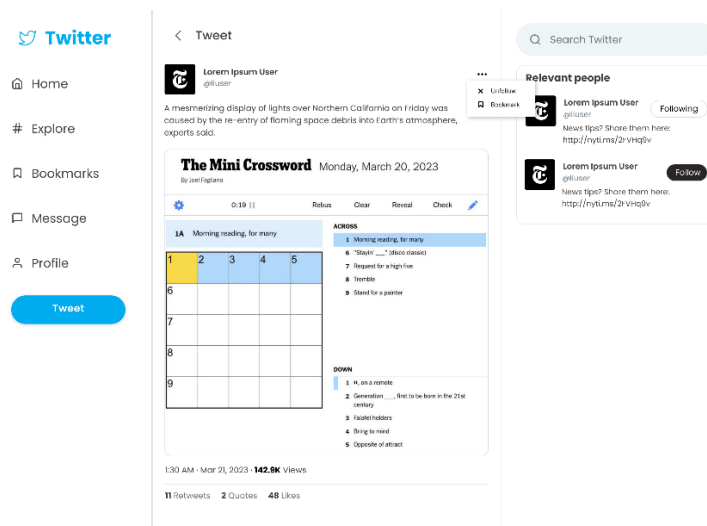 Twitter
Home
Explore
Bookmarks
Message
Profile
Tweet
Tweet
Lorem Ipsum User
@liuser
Unfollow
Bookmark
A mesmerizing display of lights over Northern California on Friday was
caused by the re-entry of flaming space debris into Earth's atmosphere,
experts said.
The Mini Crossword Monday, March 20, 2023
By Joel Fagliano
0:19 Rebus Clear Reveal Check
1A Morning reading, for many
1 2 3 4 5
6
7
8
9
ACROSS
1 Morning reading, for many
6 "Stayin' ___" (disco classic)
7 Request for a high five
8 Tremble
9 Stand for a painter
DOWN
1 ⏸, on a remote
2 Generation ___, first to be born in the 21st
century
3 Falafel holders
4 Bring to mind
5 Opposite of attract
1:30 AM · Mar 21, 2023 · 142.9K Views
11 Retweets 2 Quotes 48 Likes
Search Twitter
Relevant people
Lorem Ipsum User
@liuser
Following
News tips? Share them here:
http://nyti.ms/2FVHq9v
Lorem Ipsum User
@liuser
Follow
News tips? Share them here:
http://nyti.ms/2FVHq9v